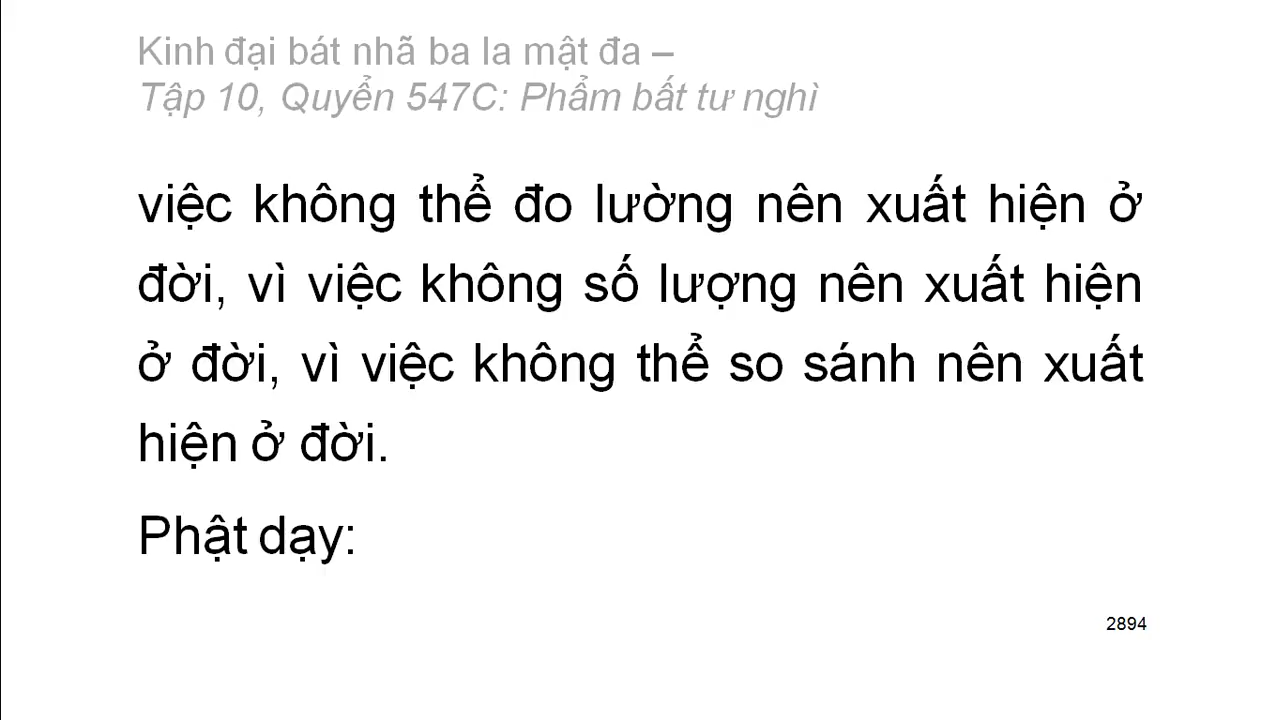 Kinh đại bát nhã ba la mật đa –
Tập 10, Quyển 547C: Phẩm bất tư nghì
việc không thể đo lường nên xuất hiện ở
đời, vì việc không số lượng nên xuất hiện
ở đời, vì việc không thể so sánh nên xuất
hiện ở đời.
Phật dạy:
2894